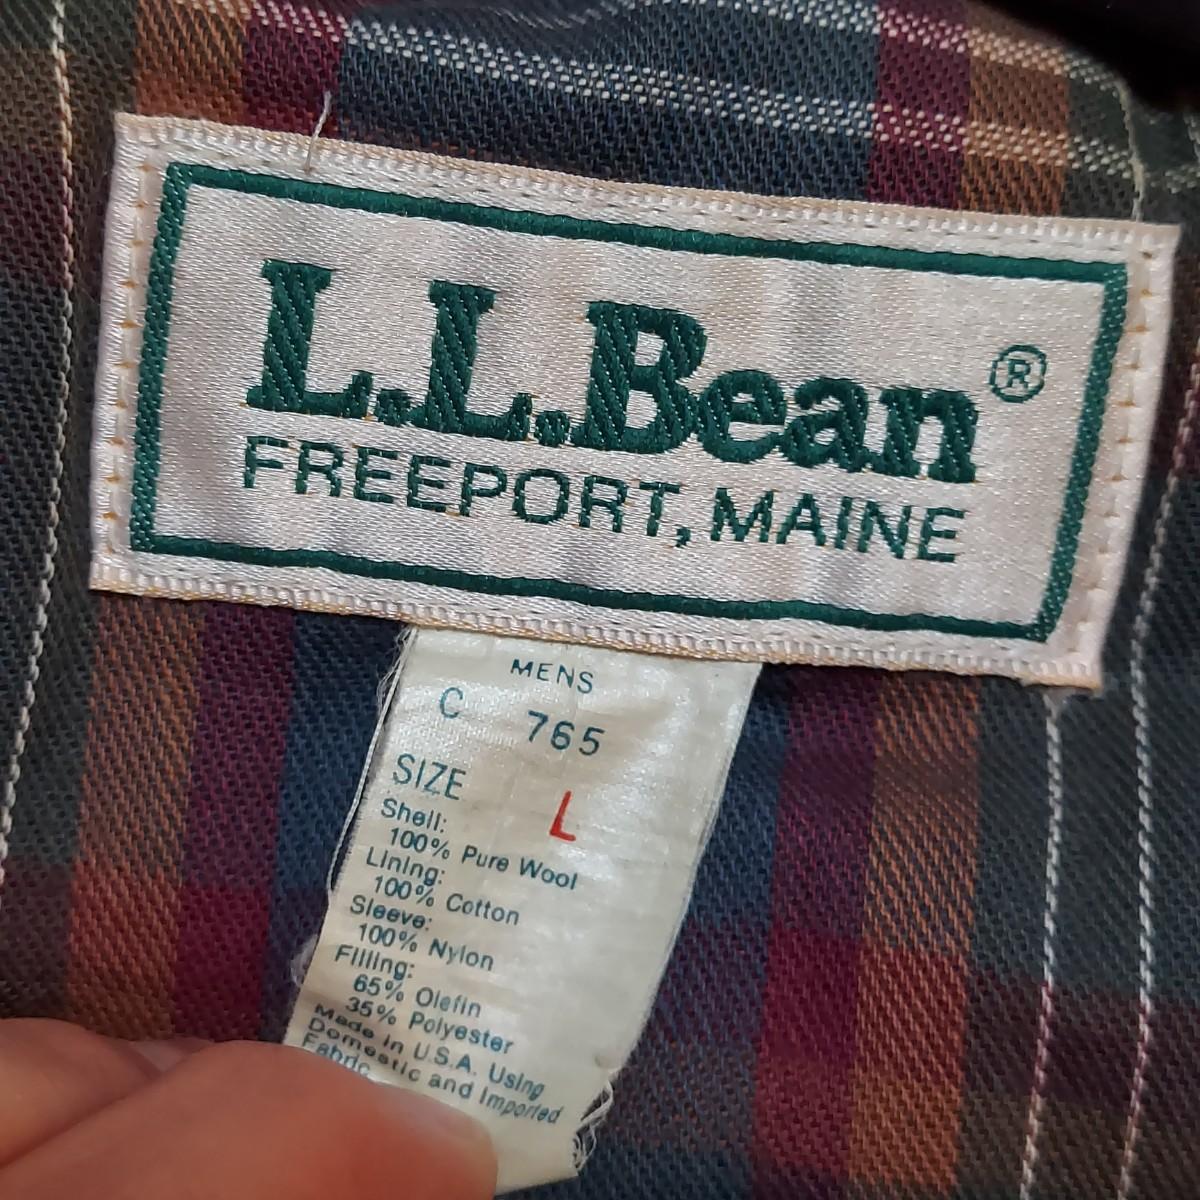 L.L.Bean®
FREEPORT, MAINE
MENS
C 765
SIZE L
Shell:
100% Pure Wool
Lining:
100% Cotton
Sleeve:
100% Nylon
Filling:
65% Olefin
35% Polyester
Made in U.S.A. Using
Domestic and Imported
Fabric